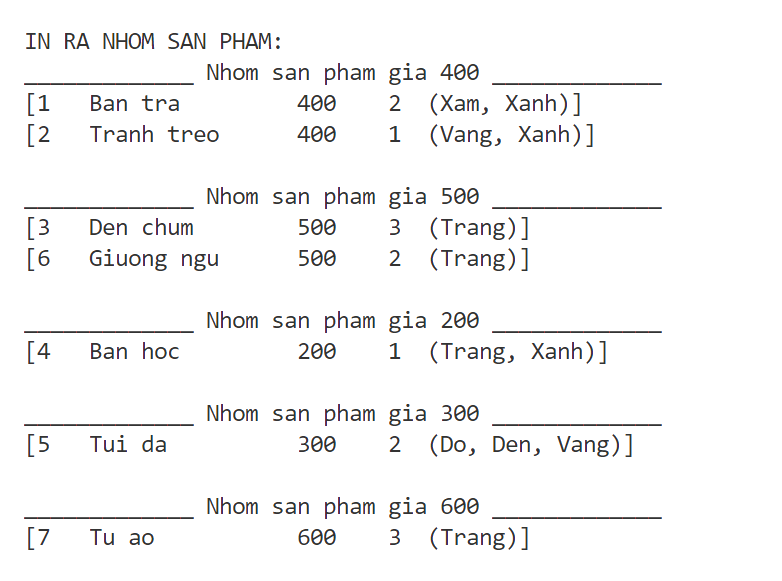 IN RA NHOM SAN PHAM:
_____________ Nhom san pham gia 400 _____________
[1   Ban tra         400    2  (Xam, Xanh)]
[2   Tranh treo      400    1  (Vang, Xanh)]
_____________ Nhom san pham gia 500 _____________
[3   Den chum        500    3  (Trang)]
[6   Giuong ngu      500    2  (Trang)]
_____________ Nhom san pham gia 200 _____________
[4   Ban hoc         200    1  (Trang, Xanh)]
_____________ Nhom san pham gia 300 _____________
[5   Tui da          300    2  (Do, Den, Vang)]
_____________ Nhom san pham gia 600 _____________
[7   Tu ao           600    3  (Trang)]